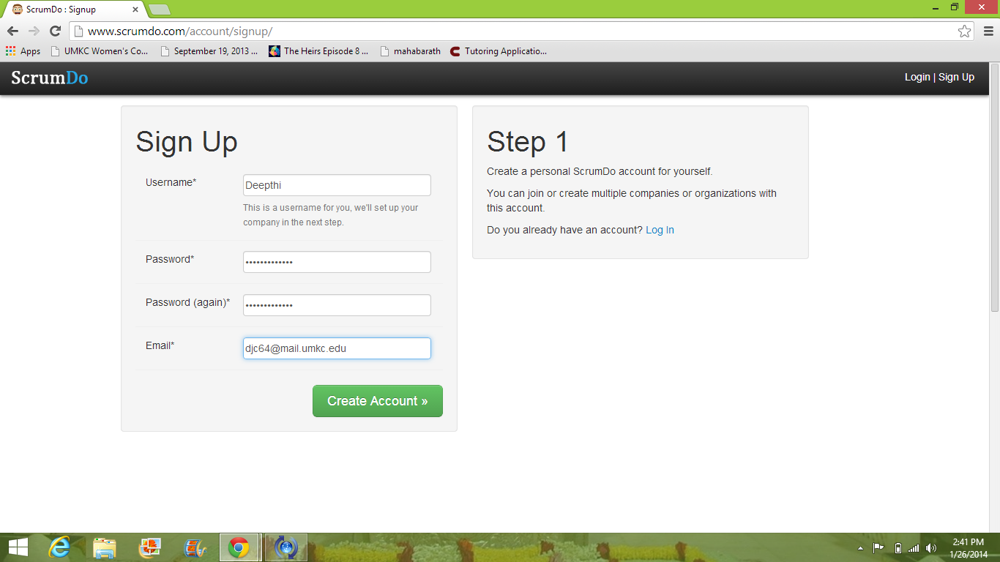 ScrumDo : Signup
www.scrumdo.com/account/signup/
Apps
UMKC Women's Co...
September 19, 2013 ...
The Heirs Episode 8 ...
mahabarath
Tutoring Applicatio...
ScrumDo
Login | Sign Up
Sign Up
Username*
Deepthi
This is a username for you, we'll set up your
company in the next step.
Password*
•••••••••••••
Password (again)*
•••••••••••••
Email*
djc64@mail.umkc.edu
Create Account »
Step 1
Create a personal ScrumDo account for yourself.
You can join or create multiple companies or organizations with
this account.
Do you already have an account? Log In
2:41 PM
1/26/2014